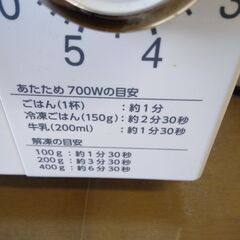 5 4 3
あたため 700Wの目安
ごはん(1杯) :約1分
冷凍ごはん(150g):約2分30秒
牛乳(200ml) :約1分30秒
解凍の目安
100g:約1分30秒
200g:約3分30秒
400g:約6分30秒